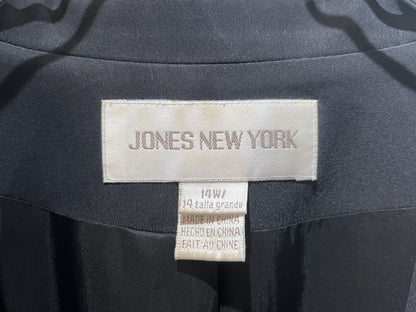 JONES NEW YORK
14W/
14 talla grande
MADE IN CHINA
HECHO EN CHINA
FAIT AU CHINE